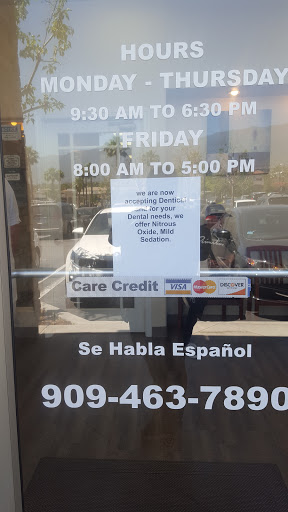 HOURS
MONDAY - THURSDAY
9:30 AM TO 6:30 PM
FRIDAY
8:00 AM TO 5:00 PM
we are now
accepting Dentical
and for your
Dental needs, we
offer Nitrous
Oxide, Mild
Sedation.
Care Credit VISA MasterCard DISCOVER
Se Habla Español
909-463-7890